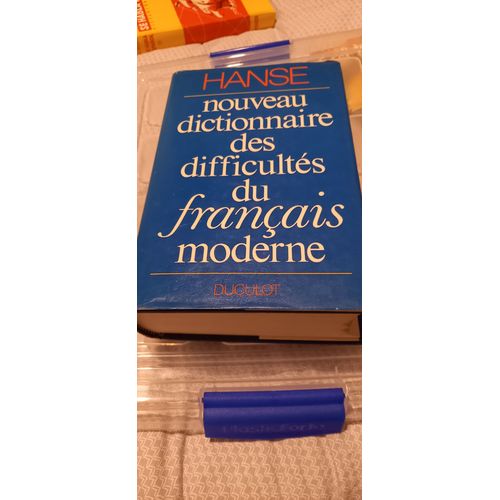 HANSE
nouveau
dictionnaire
des
difficultés
du
français
moderne
DUCULOT